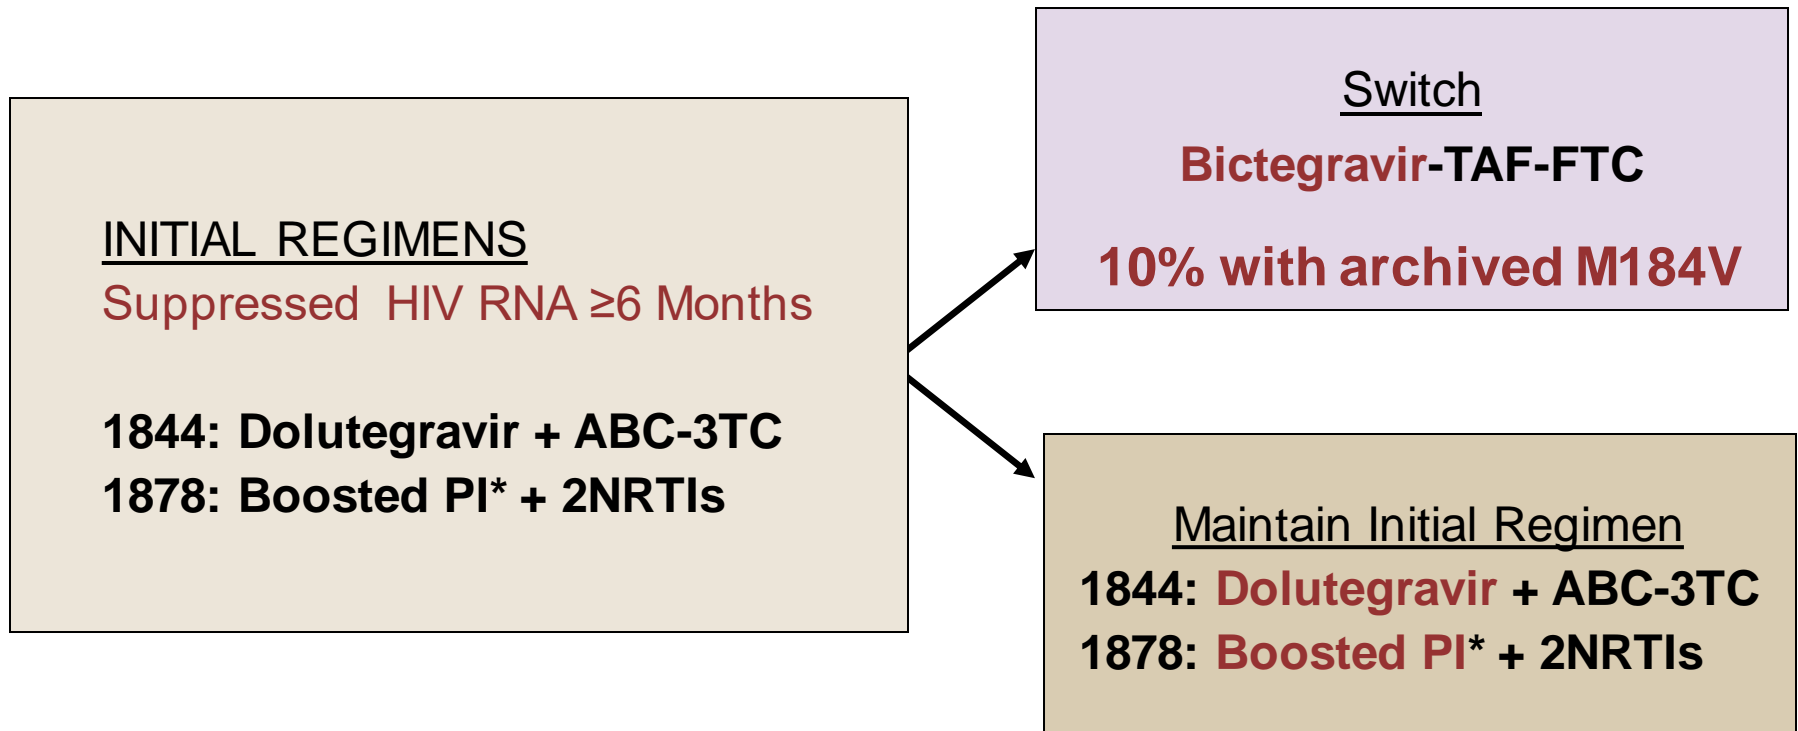 INITIAL REGIMENS
Suppressed HIV RNA ≥6 Months
1844: Dolutegravir + ABC-3TC
1878: Boosted PI* + 2NRTIs
Switch
Bictegravir-TAF-FTC
10% with archived M184V
Maintain Initial Regimen
1844: Dolutegravir + ABC-3TC
1878: Boosted PI* + 2NRTIs